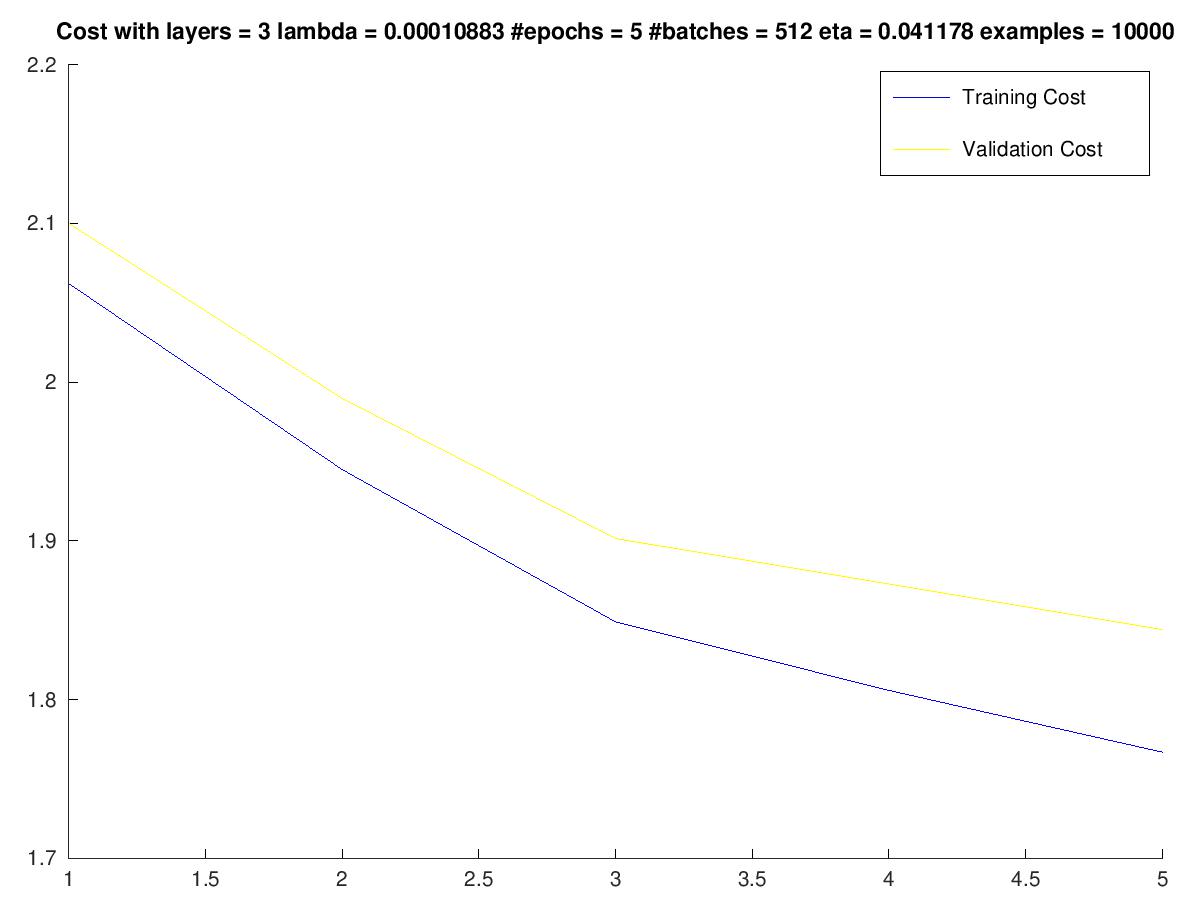 Cost with layers = 3 lambda = 0.00010883 #epochs = 5 #batches = 512 eta = 0.041178 examples = 10000
2.2
2.1
2
1.9
1.8
1.7
Training Cost
Validation Cost
1 1.5 2 2.5 3 3.5 4 4.5 5